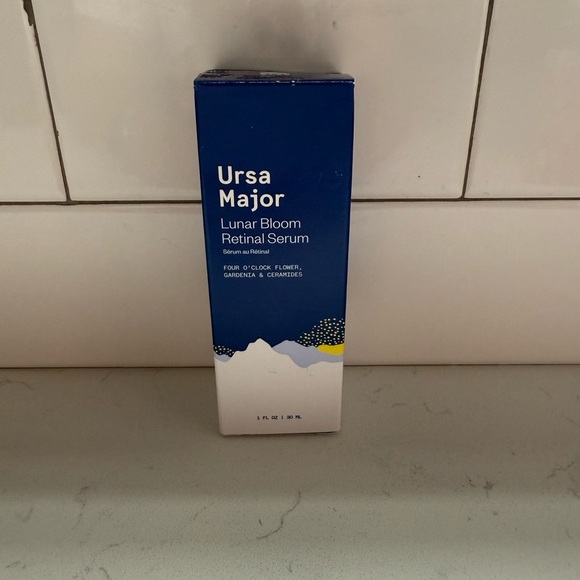 Ursa
Major
Lunar Bloom
Retinal Serum
Sérum au Rétinal
FOUR O'CLOCK FLOWER,
GARDENIA & CERAMIDES
1 FL OZ | 30 ML